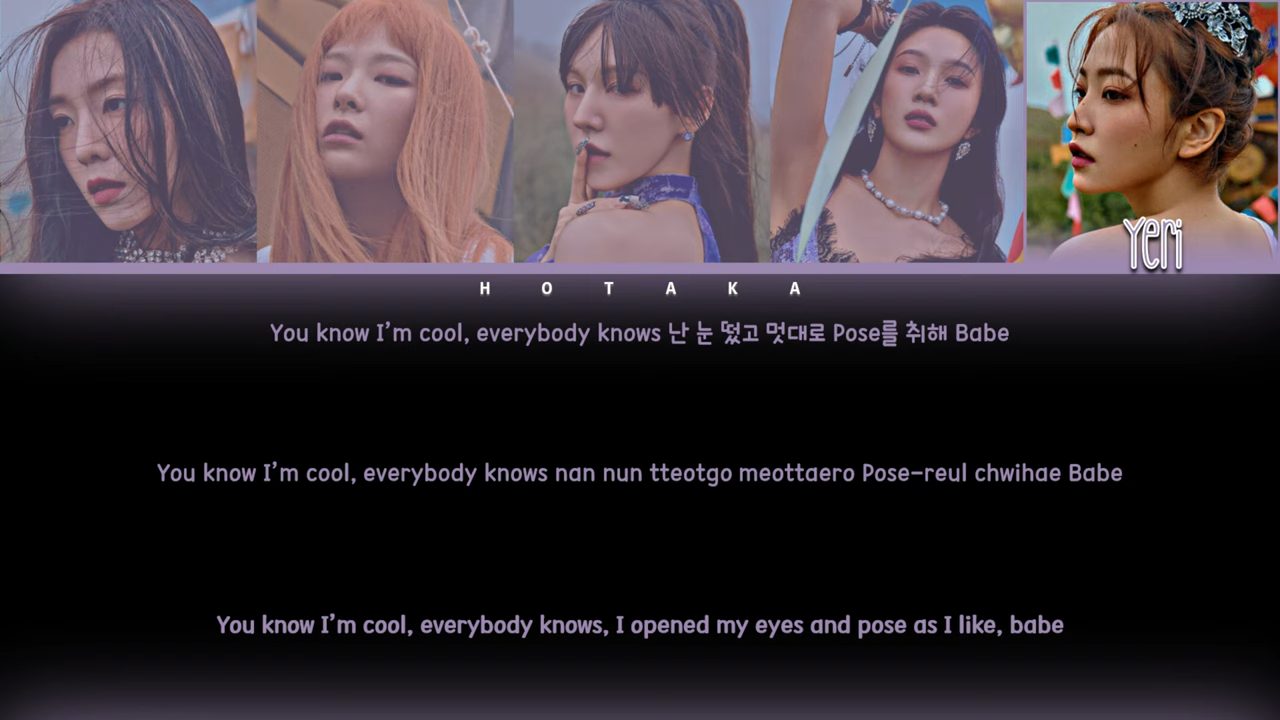 Yeri
H O T A K A
You know I'm cool, everybody knows 난 눈 떴고 멋대로 Pose를 취해 Babe
You know I'm cool, everybody knows nan nun tteotgo meottaero Pose-reul chwihae Babe
You know I'm cool, everybody knows, I opened my eyes and pose as I like, babe